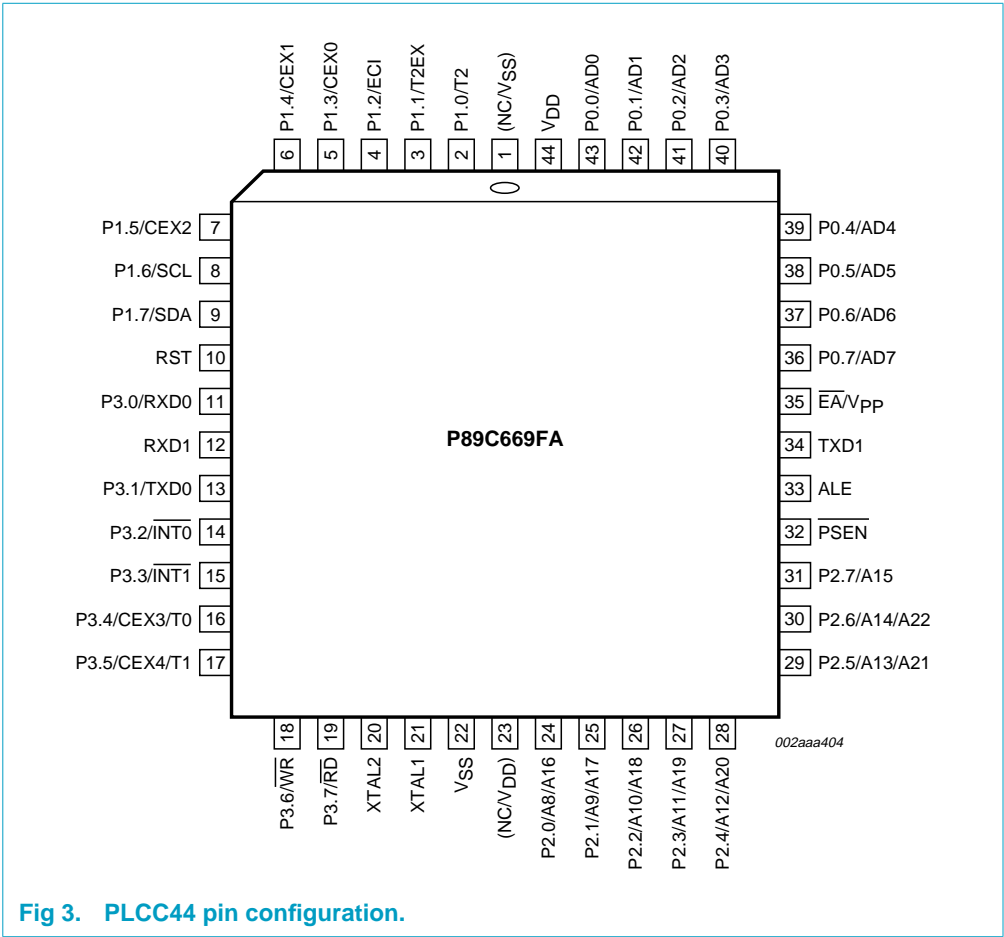 P1.4/CEX1
P1.3/CEX0
P1.2/ECI
P1.1/T2EX
P1.0/T2
(NC/VSS)
VDD
P0.0/AD0
P0.1/AD1
P0.2/AD2
P0.3/AD3
6
5
4
3
2
1
44
43
42
41
40
P1.5/CEX2 7
P1.6/SCL 8
P1.7/SDA 9
RST 10
P3.0/RXD0 11
RXD1 12
P3.1/TXD0 13
P3.2/INT0 14
P3.3/INT1 15
P3.4/CEX3/T0 16
P3.5/CEX4/T1 17
P89C669FA
39 P0.4/AD4
38 P0.5/AD5
37 P0.6/AD6
36 P0.7/AD7
35 EA/VPP
34 TXD1
33 ALE
32 PSEN
31 P2.7/A15
30 P2.6/A14/A22
29 P2.5/A13/A21
18
19
20
21
22
23
24
25
26
27
28
P3.6/WR
P3.7/RD
XTAL2
XTAL1
VSS
(NC/VDD)
P2.0/A8/A16
P2.1/A9/A17
P2.2/A10/A18
P2.3/A11/A19
P2.4/A12/A20
002aaa404
Fig 3. PLCC44 pin configuration.